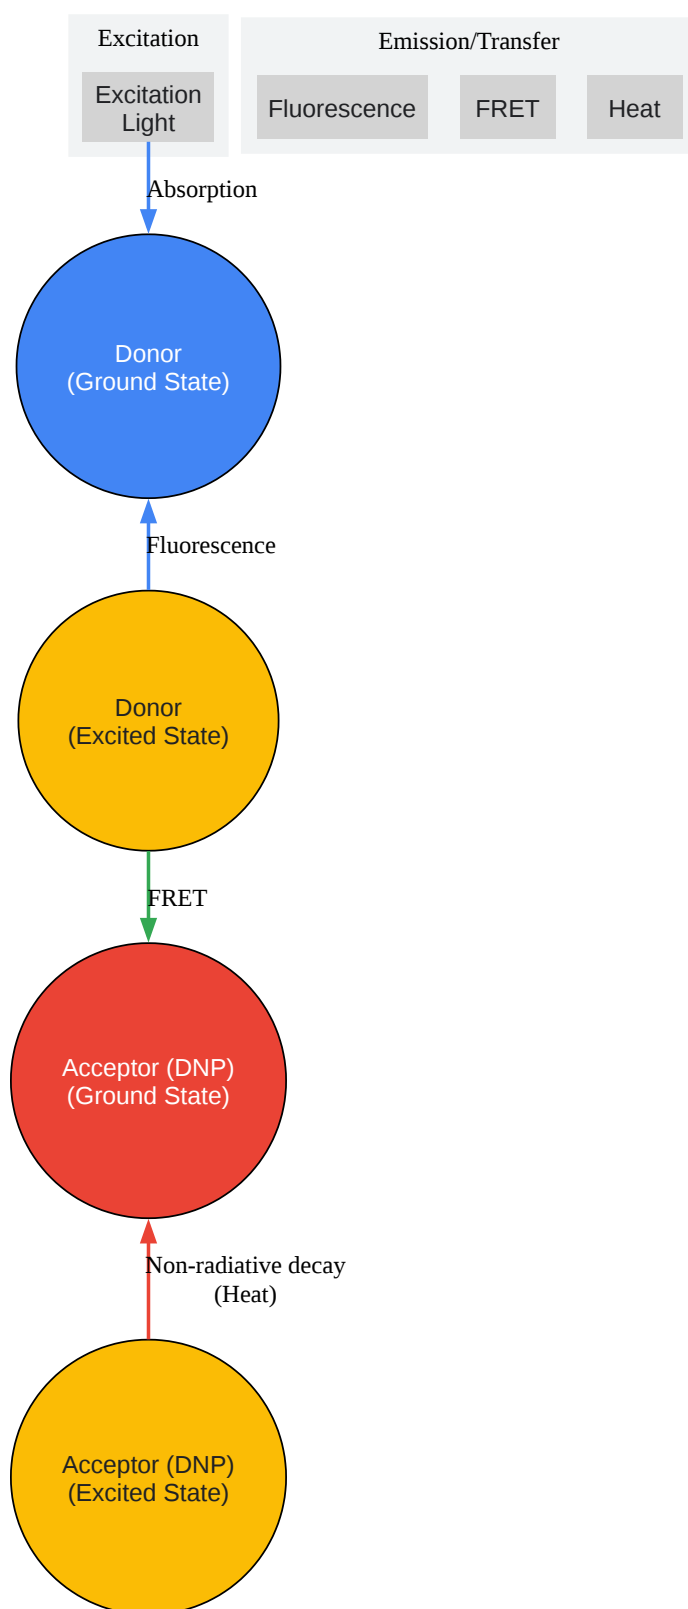 Excitation
Emission/Transfer
Excitation
Light
Fluorescence
FRET
Heat
Absorption
Donor
(Ground State)
Fluorescence
Donor
(Excited State)
FRET
Acceptor (DNP)
(Ground State)
Non-radiative decay
(Heat)
Acceptor (DNP)
(Excited State)